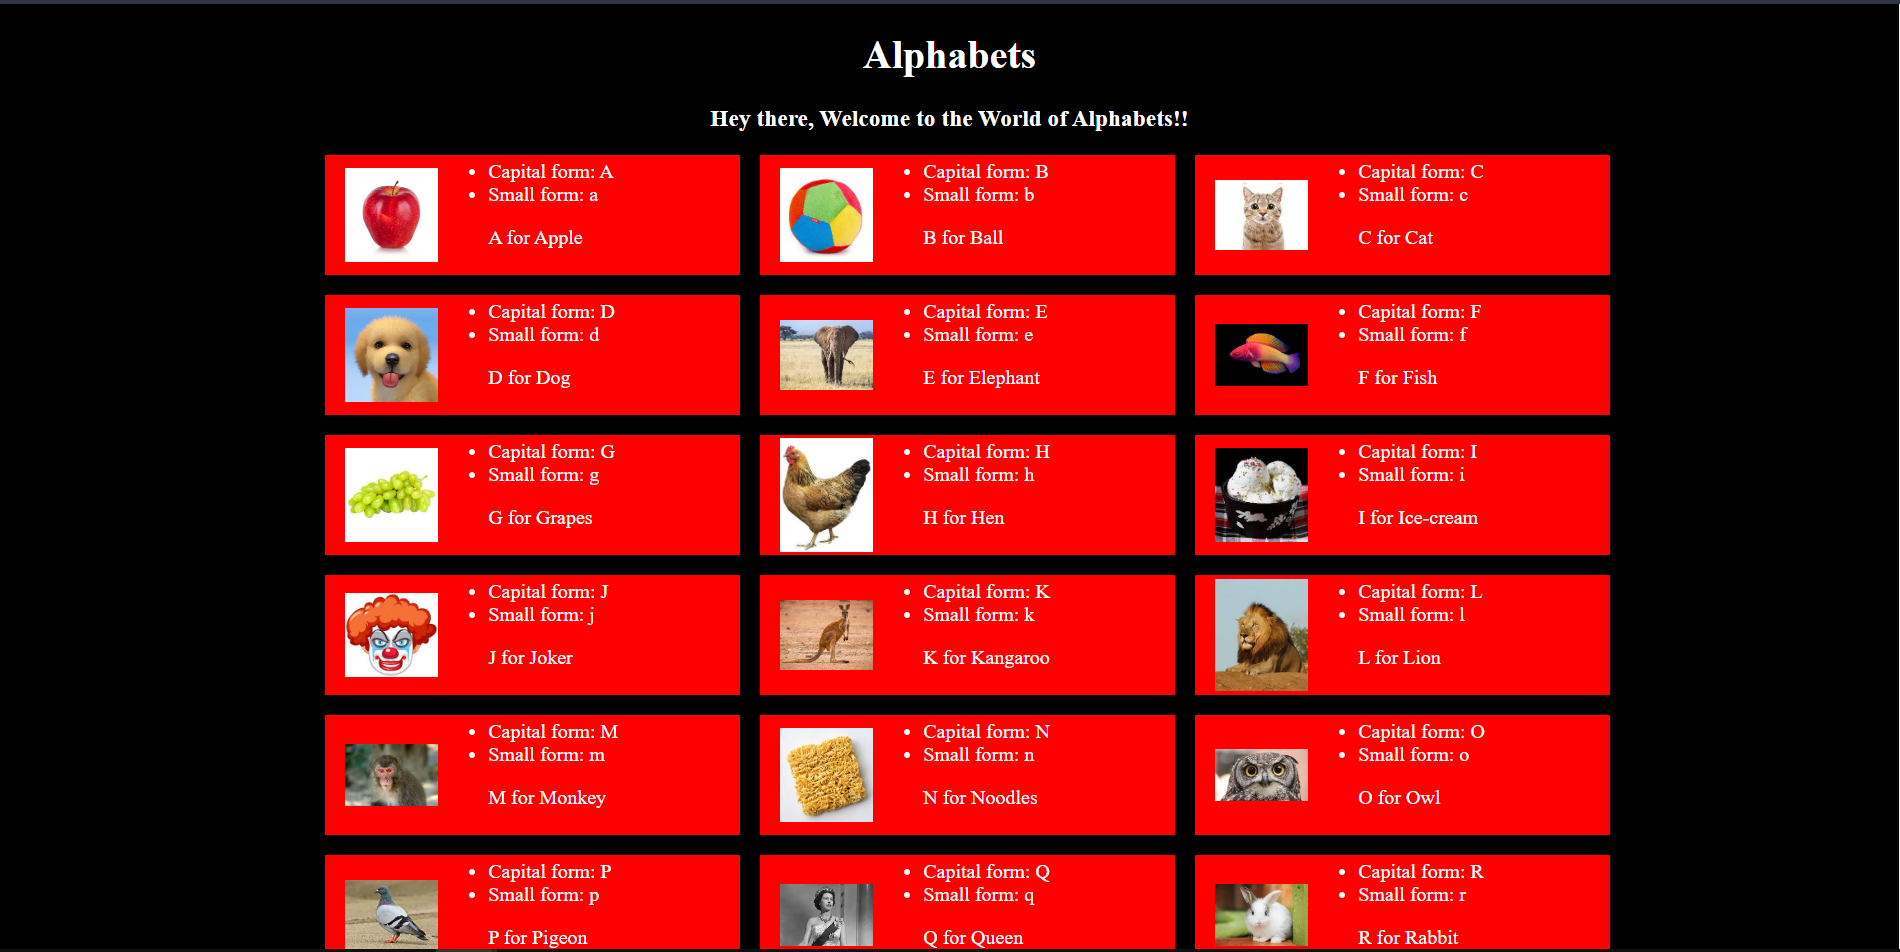 Alphabets
Hey there, Welcome to the World of Alphabets!!
Capital form: A
Small form: a
A for Apple
Capital form: B
Small form: b
B for Ball
Capital form: C
Small form: c
C for Cat
Capital form: D
Small form: d
D for Dog
Capital form: E
Small form: e
E for Elephant
Capital form: F
Small form: f
F for Fish
Capital form: G
Small form: g
G for Grapes
Capital form: H
Small form: h
H for Hen
Capital form: I
Small form: i
I for Ice-cream
Capital form: J
Small form: j
J for Joker
Capital form: K
Small form: k
K for Kangaroo
Capital form: L
Small form: l
L for Lion
Capital form: M
Small form: m
M for Monkey
Capital form: N
Small form: n
N for Noodles
Capital form: O
Small form: o
O for Owl
Capital form: P
Small form: p
P for Pigeon
Capital form: Q
Small form: q
Q for Queen
Capital form: R
Small form: r
R for Rabbit